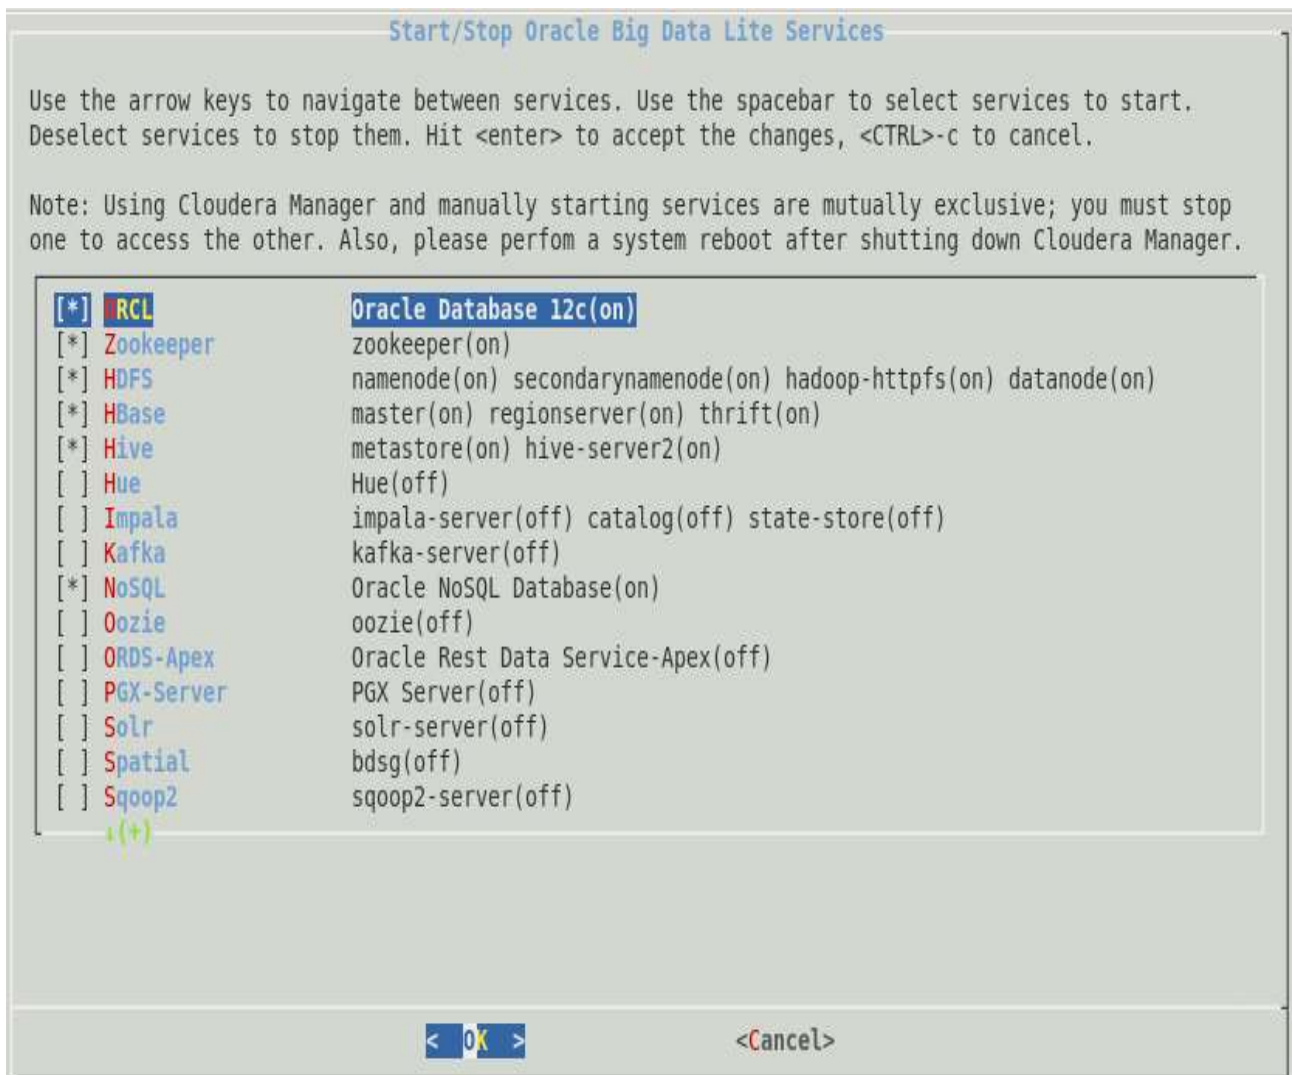 Start/Stop Oracle Big Data Lite Services
Use the arrow keys to navigate between services. Use the spacebar to select services to start.
Deselect services to stop them. Hit <enter> to accept the changes, <CTRL>-c to cancel.
Note: Using Cloudera Manager and manually starting services are mutually exclusive; you must stop
one to access the other. Also, please perfom a system reboot after shutting down Cloudera Manager.
[*] ORCL Oracle Database 12c(on)
[*] Zookeeper zookeeper(on)
[*] HDFS namenode(on) secondarynamenode(on) hadoop-httpfs(on) datanode(on)
[*] HBase master(on) regionserver(on) thrift(on)
[*] Hive metastore(on) hive-server2(on)
[ ] Hue Hue(off)
[ ] Impala impala-server(off) catalog(off) state-store(off)
[ ] Kafka kafka-server(off)
[*] NoSQL Oracle NoSQL Database(on)
[ ] Oozie oozie(off)
[ ] ORDS-Apex Oracle Rest Data Service-Apex(off)
[ ] PGX-Server PGX Server(off)
[ ] Solr solr-server(off)
[ ] Spatial bdsg(off)
[ ] Sqoop2 sqoop2-server(off)
↓(+)
< OK > <Cancel>